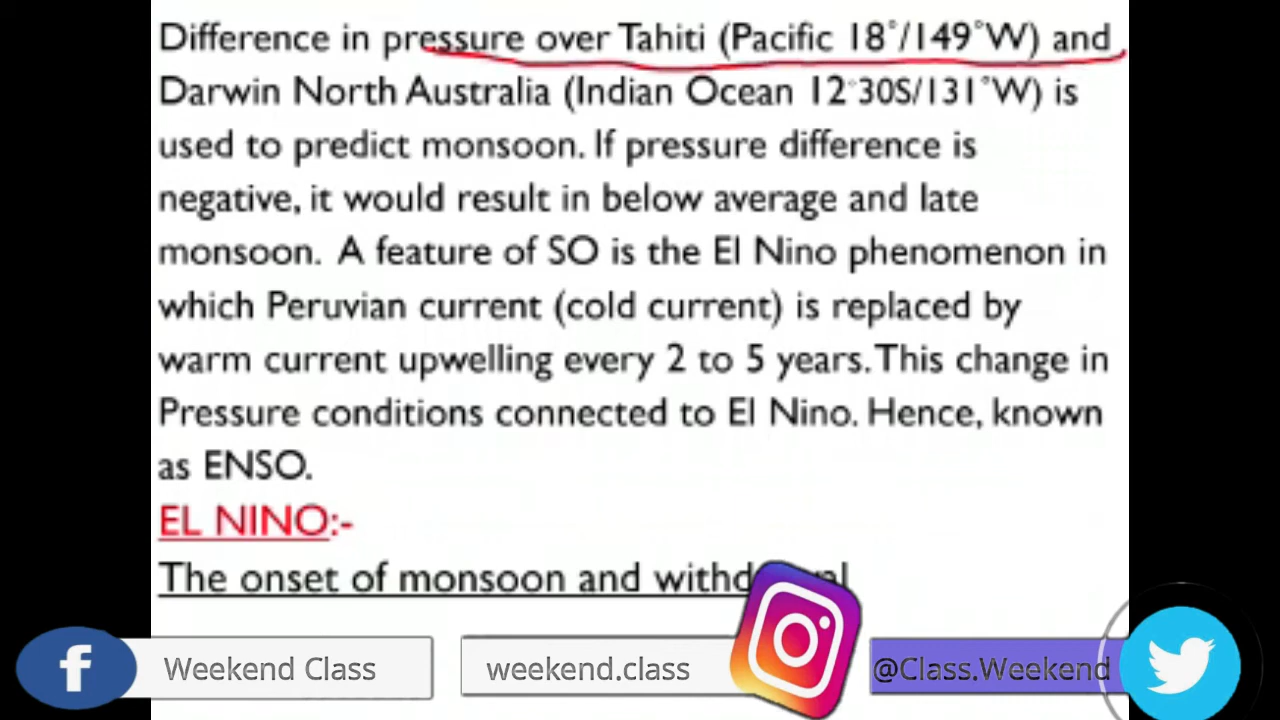 Difference in pressure over Tahiti (Pacific 18°/149°W) and
Darwin North Australia (Indian Ocean 12°30S/131°W) is
used to predict monsoon. If pressure difference is
negative, it would result in below average and late
monsoon. A feature of SO is the El Nino phenomenon in
which Peruvian current (cold current) is replaced by
warm current upwelling every 2 to 5 years. This change in
Pressure conditions connected to El Nino. Hence, known
as ENSO.
EL NINO:-
The onset of monsoon and
Weekend Class
weekend.class
@Class.Weekend